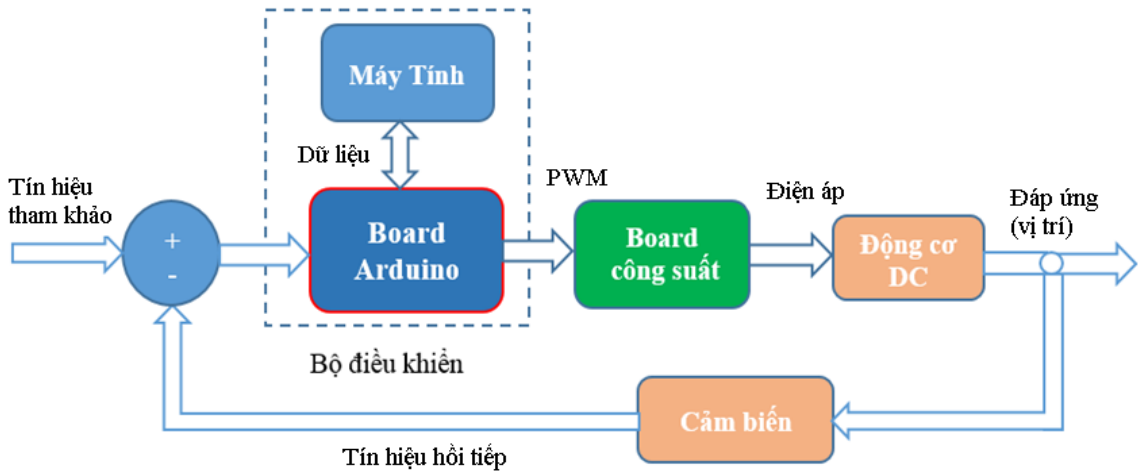 Máy Tính
Dữ liệu
Tín hiệu
tham khảo
+
-
Board
Arduino
PWM
Board
công suất
Điện áp
Động cơ
DC
Đáp ứng
(vị trí)
Bộ điều khiển
Cảm biến
Tín hiệu hồi tiếp